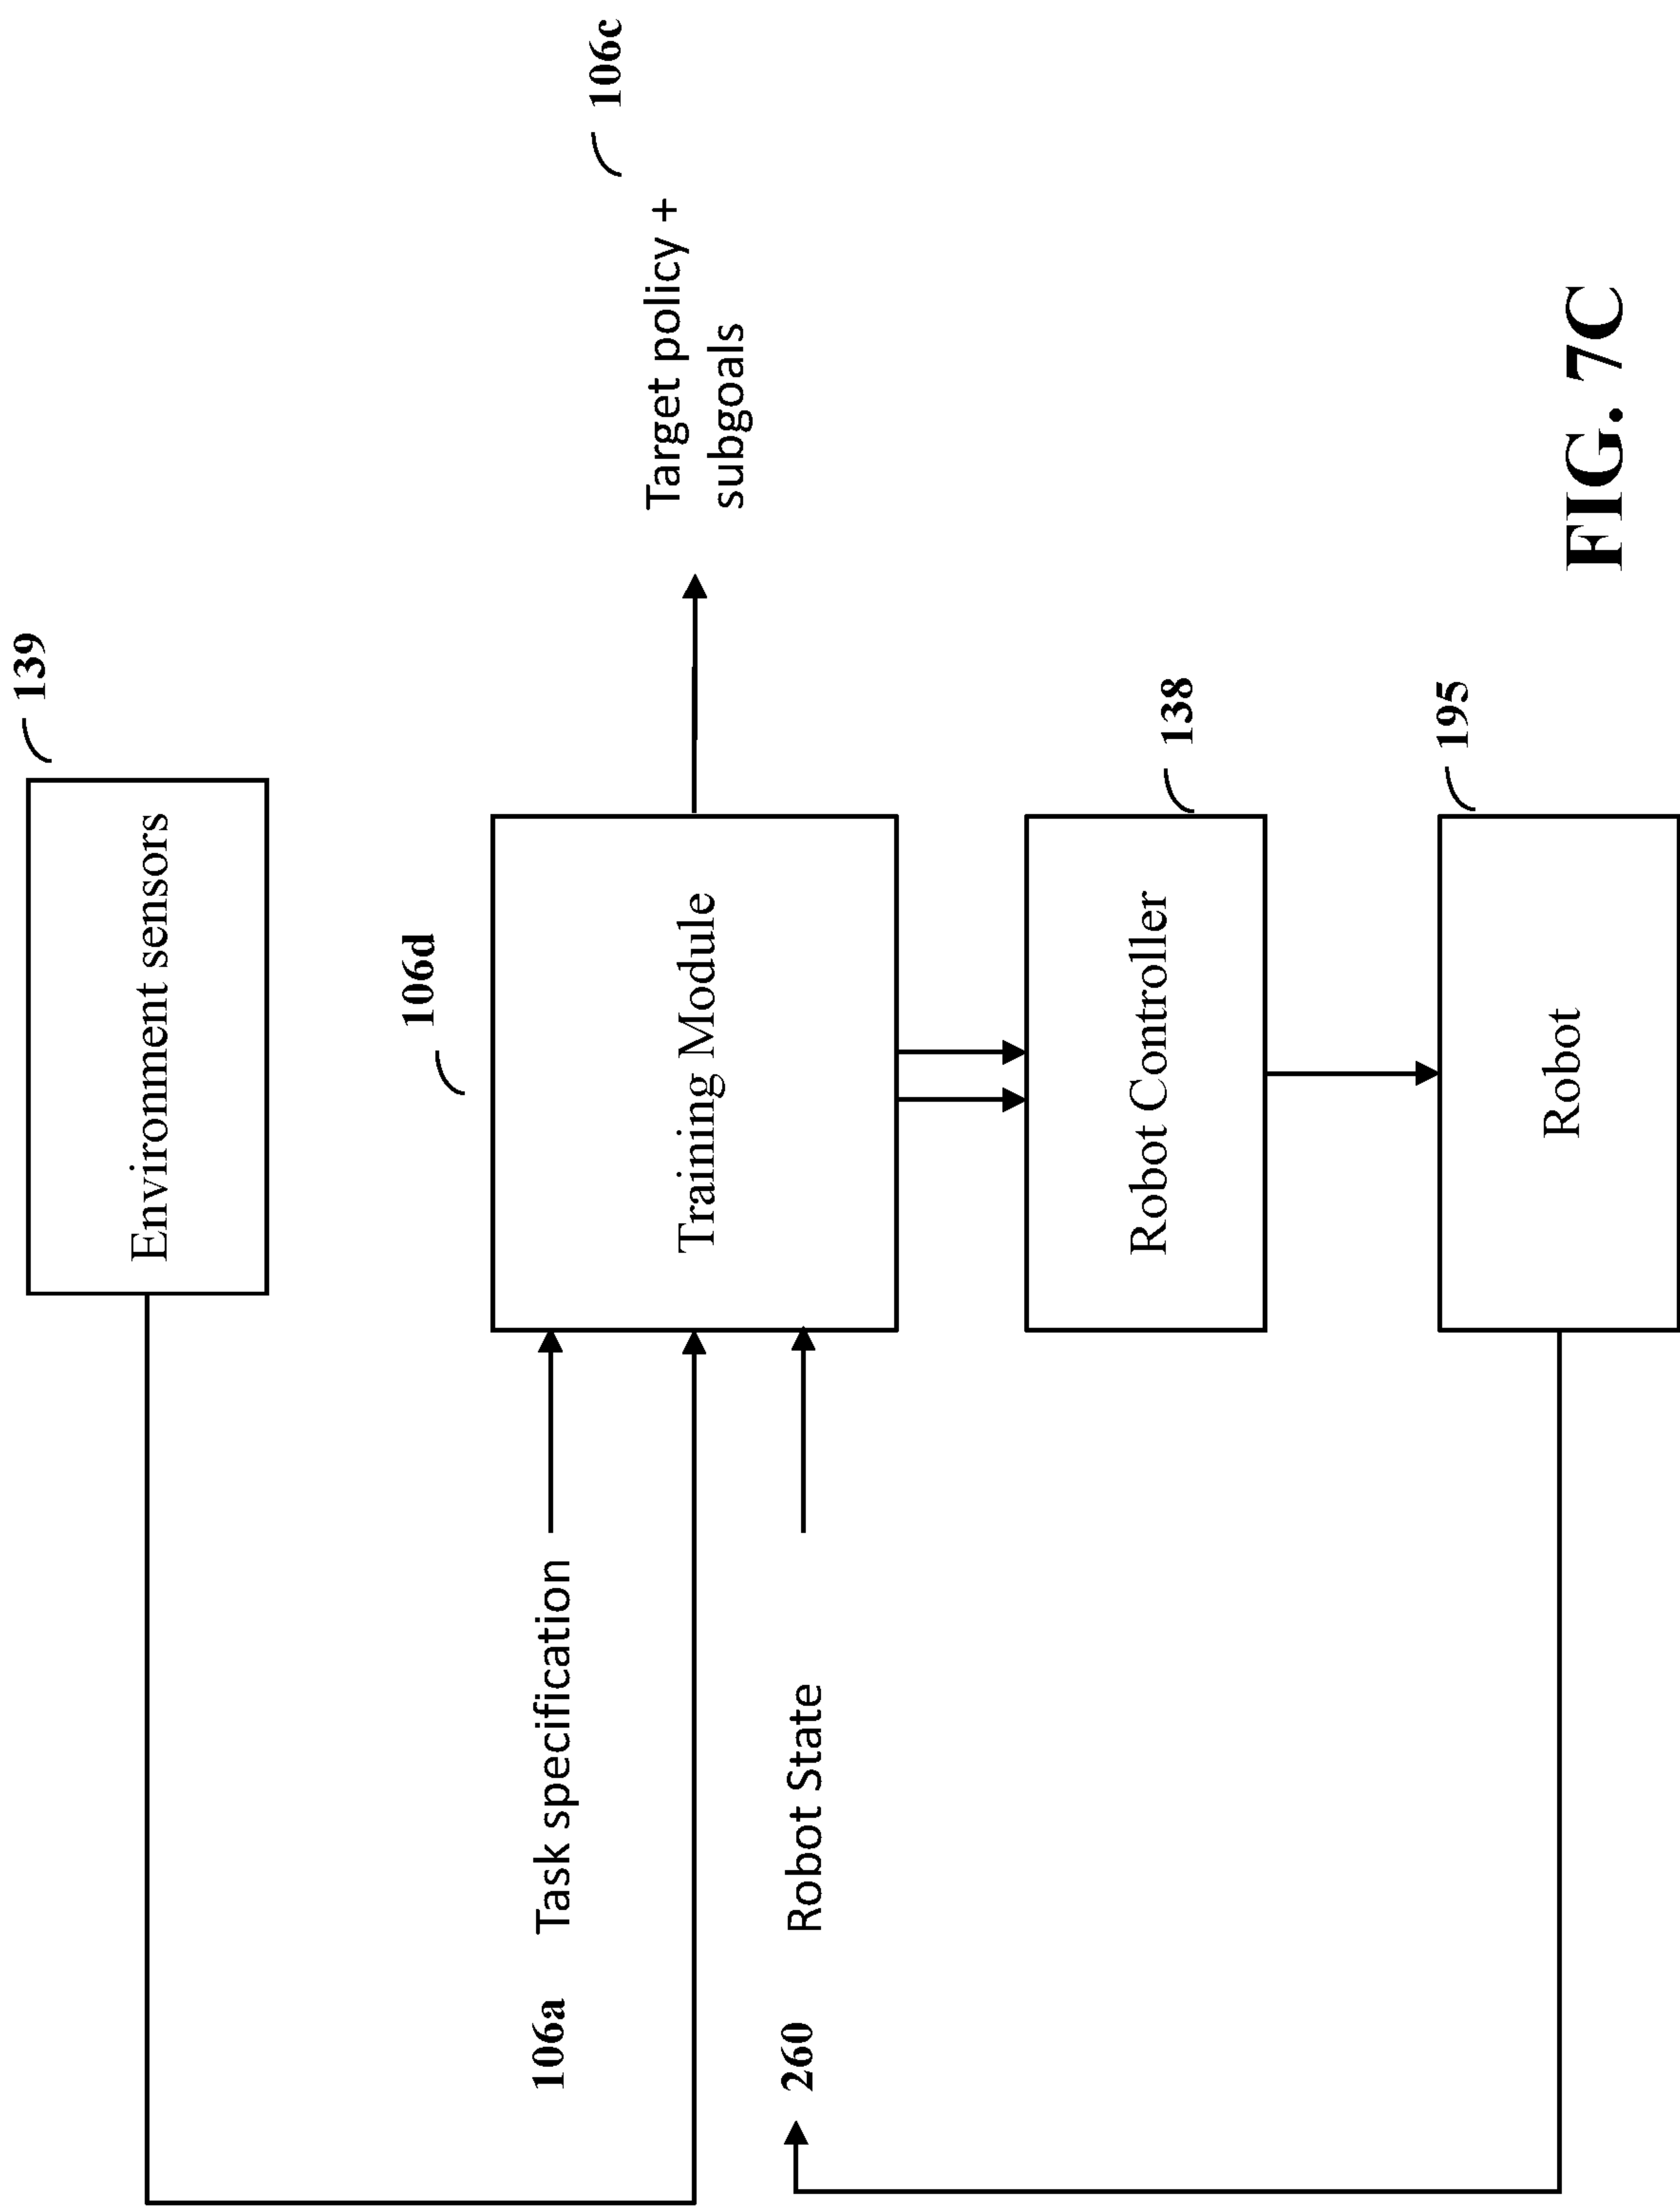 139
Environment sensors
106d
106c
106a
Task specification
Training Module
Target policy +
subgoals
260
Robot State
138
Robot Controller
195
Robot
FIG. 7C